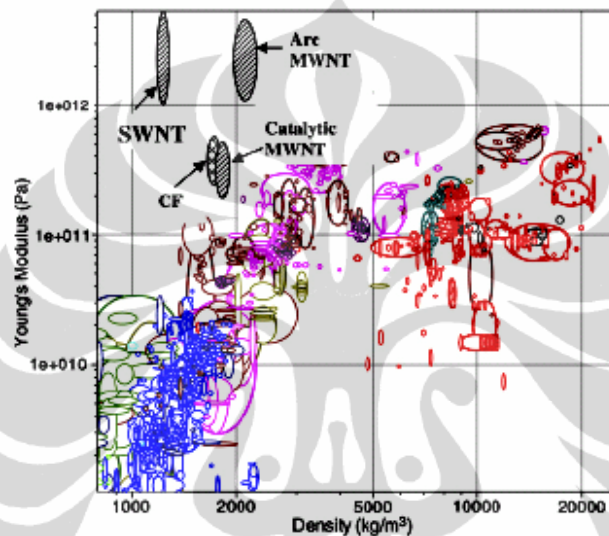 Arc
MWNT
1e+012
SWNT
Catalytic
MWNT
CF
1e+011
Young's Modulus (Pa)
1e+010
1000
2000
5000
10000
20000
Density (kg/m³)